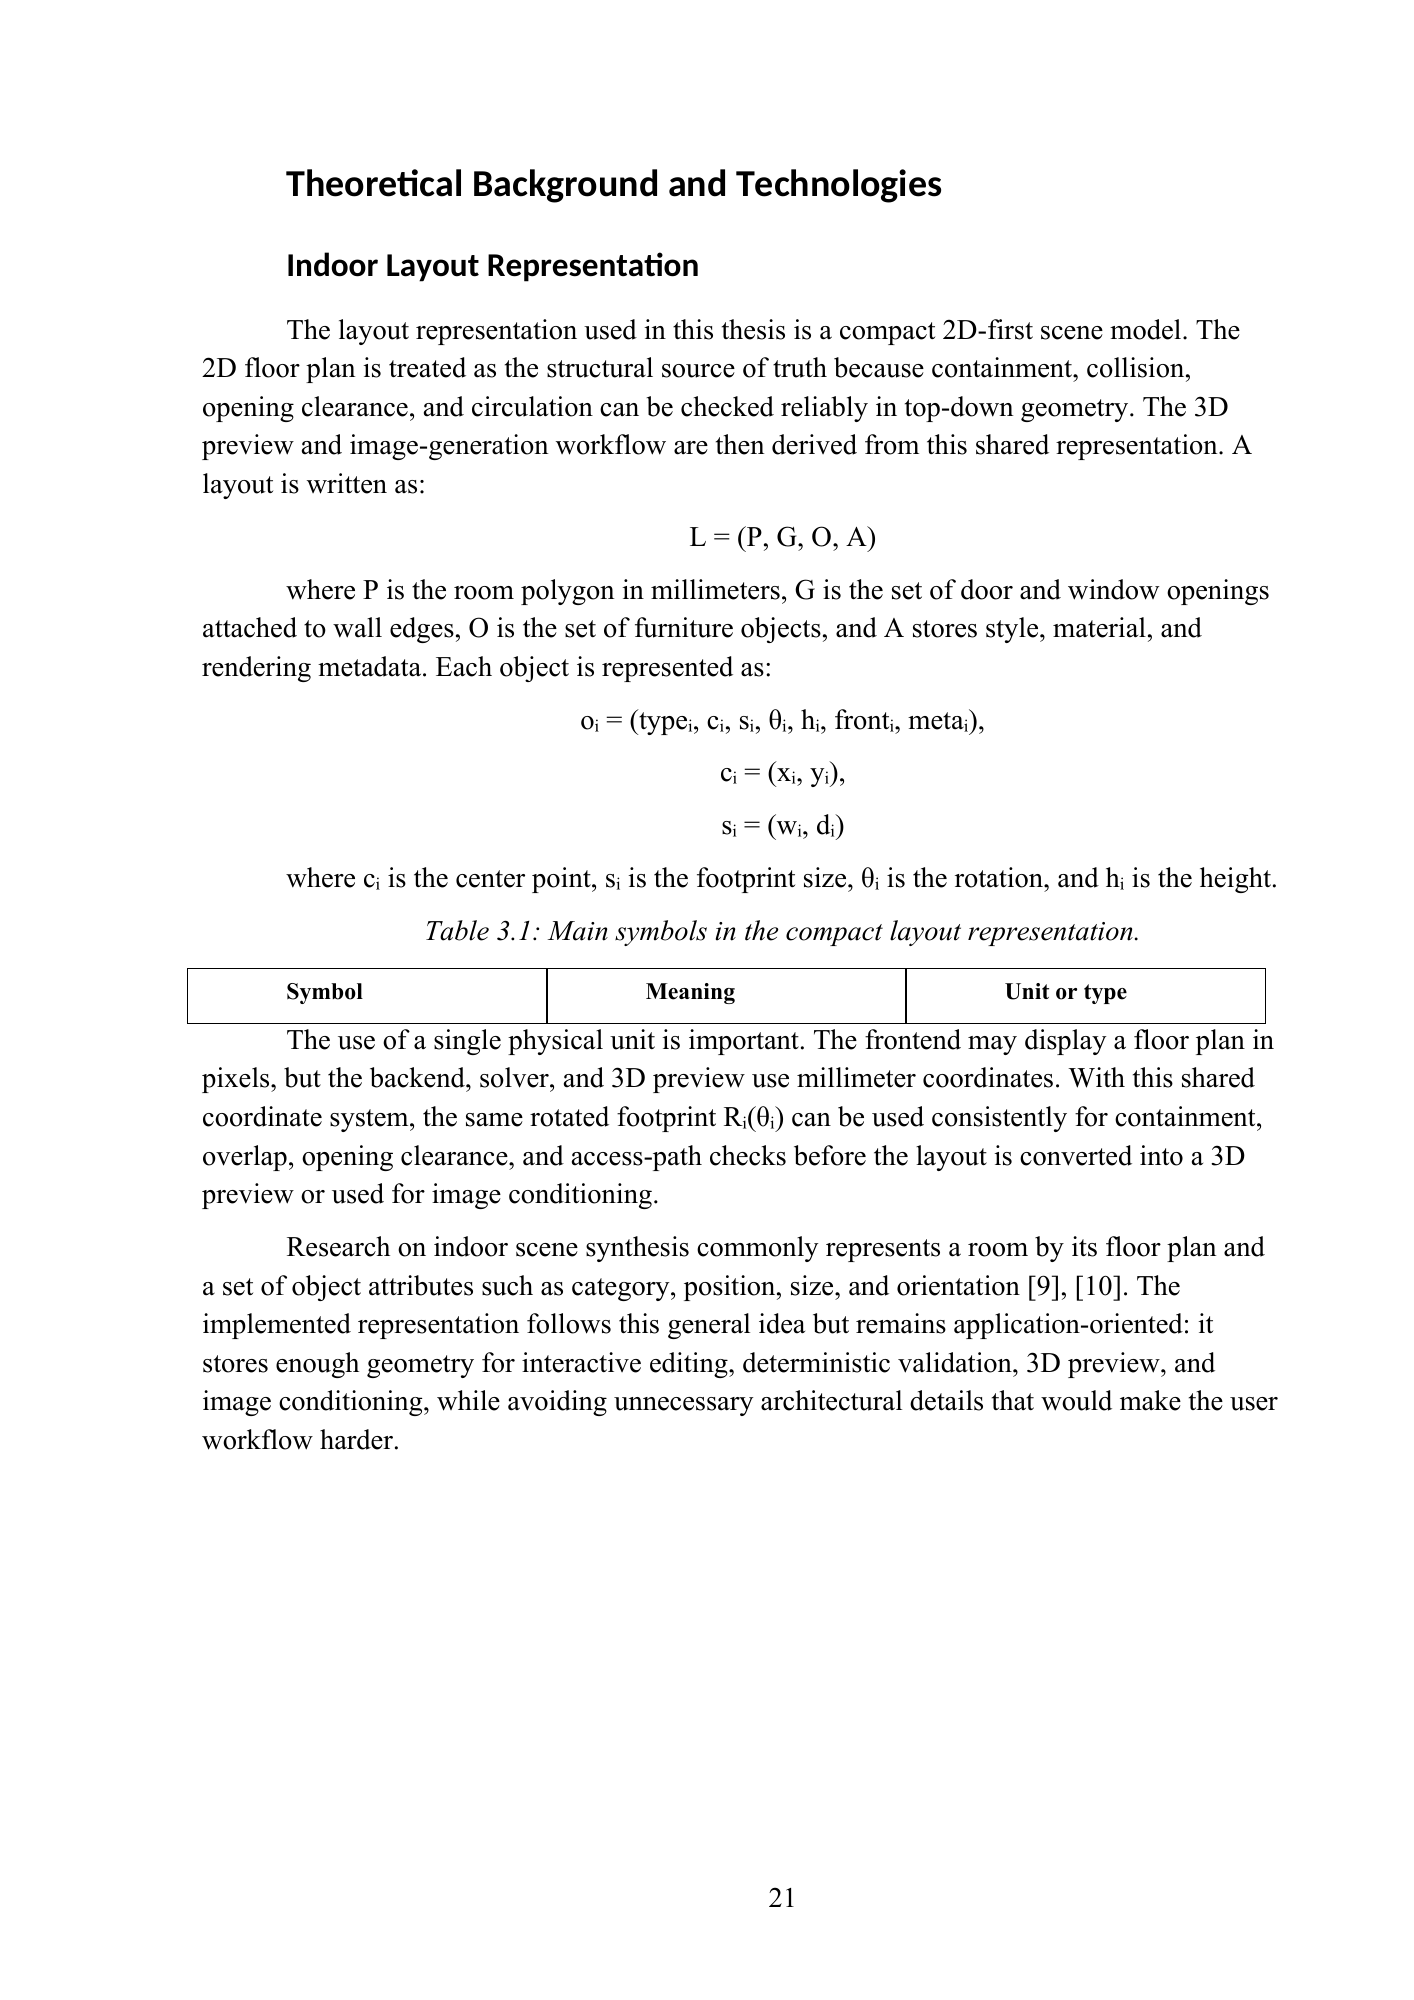 Theoretical Background and Technologies
Indoor Layout Representation
The layout representation used in this thesis is a compact 2D-first scene model. The
2D floor plan is treated as the structural source of truth because containment, collision,
opening clearance, and circulation can be checked reliably in top-down geometry. The 3D
preview and image-generation workflow are then derived from this shared representation. A
layout is written as:
L = (P, G, O, A)
where P is the room polygon in millimeters, G is the set of door and window openings
attached to wall edges, O is the set of furniture objects, and A stores style, material, and
rendering metadata. Each object is represented as:
oᵢ = (typeᵢ, cᵢ, sᵢ, θᵢ, hᵢ, frontᵢ, metaᵢ),
cᵢ = (xᵢ, yᵢ),
sᵢ = (wᵢ, dᵢ)
where cᵢ is the center point, sᵢ is the footprint size, θᵢ is the rotation, and hᵢ is the height.
Table 3.1: Main symbols in the compact layout representation.
Symbol Meaning Unit or type
The use of a single physical unit is important. The frontend may display a floor plan in
pixels, but the backend, solver, and 3D preview use millimeter coordinates. With this shared
coordinate system, the same rotated footprint Rᵢ(θᵢ) can be used consistently for containment,
overlap, opening clearance, and access-path checks before the layout is converted into a 3D
preview or used for image conditioning.
Research on indoor scene synthesis commonly represents a room by its floor plan and
a set of object attributes such as category, position, size, and orientation [9], [10]. The
implemented representation follows this general idea but remains application-oriented: it
stores enough geometry for interactive editing, deterministic validation, 3D preview, and
image conditioning, while avoiding unnecessary architectural details that would make the user
workflow harder.
21